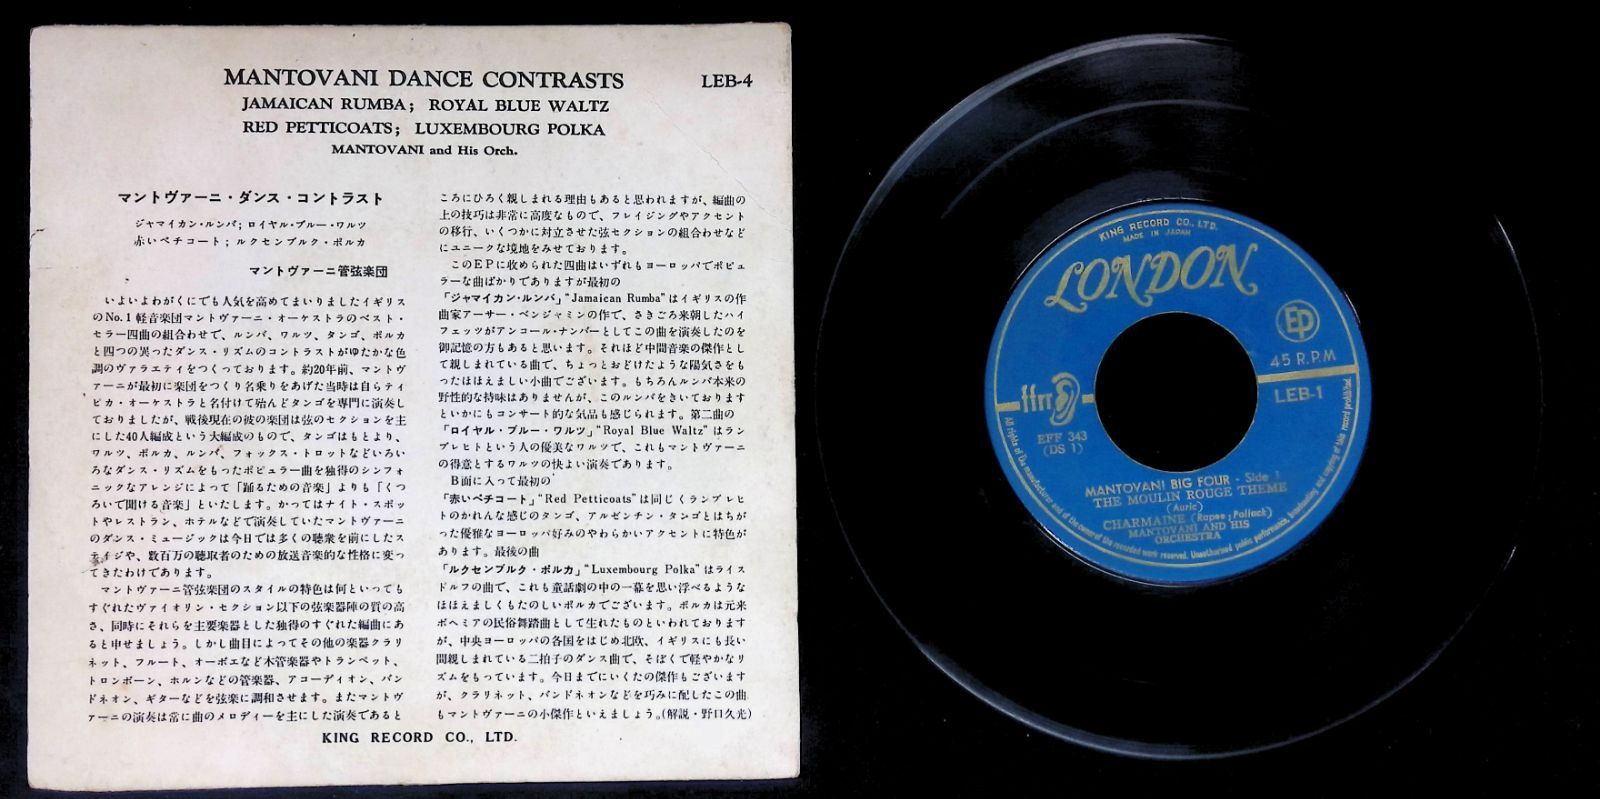 MANTOVANI DANCE CONTRASTS
LEB-4
JAMAICAN RUMBA; ROYAL BLUE WALTZ
RED PETTICOATS; LUXEMBOURG POLKA
MANTOVANI and His Orch.
マントヴァーニ・ダンス・コントラスト
ジャマイカン・ルンバ; ロイヤル・ブルー・ワルツ
赤いペチコート; ルクセンブルク・ポルカ
マントヴァーニ管弦楽団
いよいよわがくにでも人気を高めてまいりましたイギリス
のNo. 1 軽音楽団マントヴァーニ・オーケストラのベスト・
セラー四曲の組合わせで、ルンバ、ワルツ、タンゴ、ポルカ
と四つの異ったダンス・リズムのコントラストがゆたかな色
調のヴァラエティをつくっております。約20年前、マントヴ
ァーニが最初に楽団をつくり名乗りをあげた当時は自らティ
ピカ・オーケストラと名付けて殆んどタンゴを専門に演奏し
ておりましたが、戦後現在の彼の楽団は弦のセクションを主
にした40人編成という大編成のもので、タンゴはもとより、
ワルツ、ポルカ、ルンバ、フォックス・トロットなどいろい
ろなダンス・リズムをもったポピュラー曲を独得のシンフォ
ニックなアレンジによって「踊るための音楽」よりも「くつ
ろいで聞ける音楽」といたします。かつてはナイト・スポッ
トやレストラン、ホテルなどで演奏していたマントヴァーニ
のダンス・ミュージックは今日では多くの聴衆を前にしたス
テイジや、数百万の聴取者のための放送音楽的な性格に変っ
てきたわけであります。
マントヴァーニ管弦楽団のスタイルの特色は何といっても
すぐれたヴァイオリン・セクション以下の弦楽器陣の質の高
さ、同時にそれらを主要楽器とした独得のすぐれた編曲にあ
ると申せましょう。しかし曲目によってその他の楽器クラリ
ネット、フルート、オーボエなど木管楽器やトランペット、
トロンボーン、ホルンなどの管楽器、アコーディオン、バン
ドネオン、ギターなどを弦楽に調和させます。またマントヴ
ァーニの演奏は常に曲のメロディーを主にした演奏であると
ころにひろく親しまれる理由もあると思われますが、編曲の
上の技巧は非常に高度なもので、フレイジングやアクセント
の移行、いくつかに対立させた弦セクションの組合わせなど
にユニークな境地をみせております。
このEPに収められた四曲はいずれもヨーロッパでポピュ
ラーな曲ばかりでありますが最初の
「ジャマイカン・ルンバ」“Jamaican Rumba”はイギリスの作
曲家アーサー・ベンジャミンの作で、さきごろ来朝したハイ
フェッツがアンコール・ナンバーとしてこの曲を演奏したのを
御記憶の方もあると思います。それほど中間音楽の傑作とし
て親しまれている曲で、ちょっとおどけたような陽気さをも
ったほほえましい小曲でございます。もちろんルンバ本来の
野性的な持味はありませんが、このルンバをきいております
といかにもコンサート的な気品も感じられます。第二曲の
「ロイヤル・ブルー・ワルツ」“Royal Blue Waltz”はラン
プレヒトという人の優美なワルツで、これもマントヴァーニ
の得意とするワルツの快よい演奏であります。
B面に入って最初の
「赤いペチコート」“Red Petticoats”は同じくランプレヒ
トのかれんな感じのタンゴ、アルゼンチン・タンゴとはちが
った優雅なヨーロッパ好みのやわらかいアクセントに特色が
あります。最後の曲
「ルクセンブルク・ポルカ」“Luxembourg Polka”はライス
ドルフの曲で、これも童話劇の中の一幕を思い浮べるような
ほほえましくもたのしいポルカでございます。ポルカは元来
ボヘミアの民俗舞踏曲として生れたものといわれております
が、中央ヨーロッパの各国をはじめ北欧、イギリスにも長い
間親しまれている二拍子のダンス曲で、そぼくで軽やかなリ
ズムをもっています。今日までにいくたの傑作もございます
が、クラリネット、バンドネオンなどを巧みに配したこの曲
もマントヴァーニの小傑作といえましょう。(解説・野口久光)
KING RECORD CO., LTD.
KING RECORD CO., LTD.
MADE IN JAPAN
LONDON
EP
45 R.P.M
ffrr
LEB-1
EFF 343
(DS 1)
MANTOVANI BIG FOUR - Side 1
THE MOULIN ROUGE THEME
(Auric)
CHARMAINE (Rapee; Pollack)
MANTOVANI AND HIS
ORCHESTRA
All rights of the manufacturer and of the owner of the recorded work reserved. Unauthorised public performance, broadcasting and copying of this record prohibited.